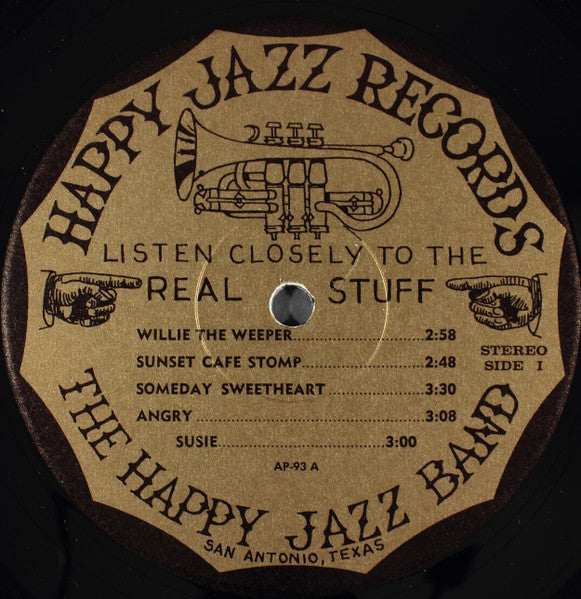 HAPPY JAZZ RECORDS
LISTEN CLOSELY TO THE
REAL STUFF
WILLIE THE WEEPER..............................2:58
SUNSET CAFE STOMP............................2:48
SOMEDAY SWEETHEART.......................3:30
ANGRY.....................................................3:08
SUSIE........................................3:00
STEREO
SIDE I
AP-93 A
THE HAPPY JAZZ BAND
SAN ANTONIO, TEXAS